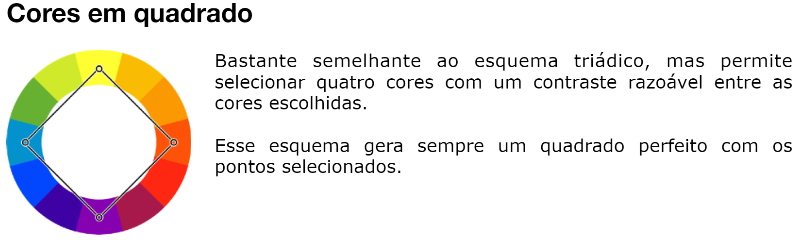 Cores em quadrado
Bastante semelhante ao esquema triádico, mas permite
selecionar quatro cores com um contraste razoável entre as
cores escolhidas.
Esse esquema gera sempre um quadrado perfeito com os
pontos selecionados.